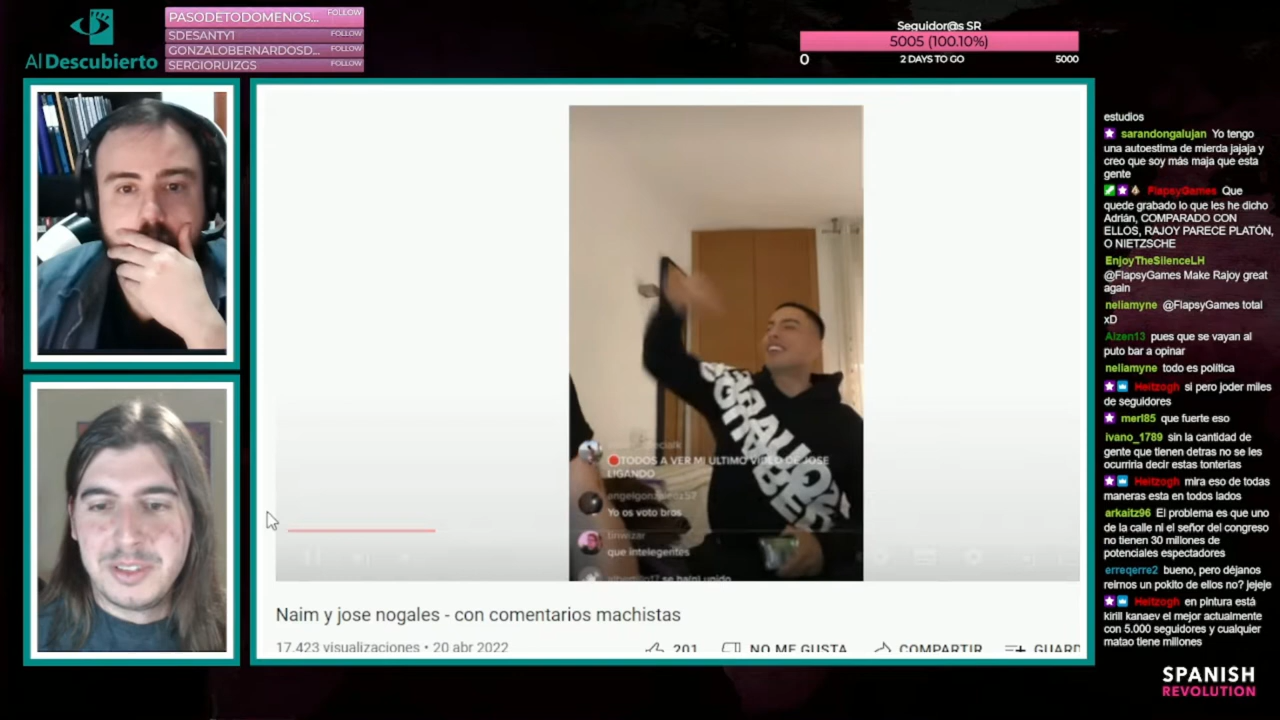 Al Descubierto
PASODETODOMENOS... FOLLOW
SDESANTY1 FOLLOW
GONZALOBERNARDOSD... FOLLOW
SERGIORUIZGS FOLLOW
Seguidor@s SR
5005 (100.10%)
0 2 DAYS TO GO 5000
TODOS A VER MI ULTIMO VIDEO DE JOSE
LIGANDO
Yo os voto bros
que intelegentes
Naim y jose nogales - con comentarios machistas
17.423 visualizaciones • 20 abr 2022
201 NO ME GUSTA COMPARTIR GUARD
estudios
sarandongalujan Yo tengo
una autoestima de mierda jajaja y
creo que soy más maja que esta
gente
FlapsyGames Que
quede grabado lo que les he dicho
Adrián, COMPARADO CON
ELLOS, RAJOY PARECE PLATÓN,
O NIETZSCHE
EnjoyTheSilenceLH
@FlapsyGames Make Rajoy great
again
neliamyne @FlapsyGames total
xD
Alzen13 pues que se vayan al
puto bar a opinar
neliamyne todo es política
Heitzogh si pero joder miles
de seguidores
merl85 que fuerte eso
ivano_1789 sin la cantidad de
gente que tienen detras no se les
ocurriria decir estas tonterias
Heitzogh mira eso de todas
maneras esta en todos lados
arkaitz96 El problema es que uno
de la calle ni el señor del congreso
no tienen 30 millones de
potenciales espectadores
erreqerre2 bueno, pero déjanos
reirnos un pokito de ellos no? jejeje
Heitzogh en pintura está
kirill kanaev el mejor actualmente
con 5.000 seguidores y cualquier
matao tiene millones
SPANISH
REVOLUTION